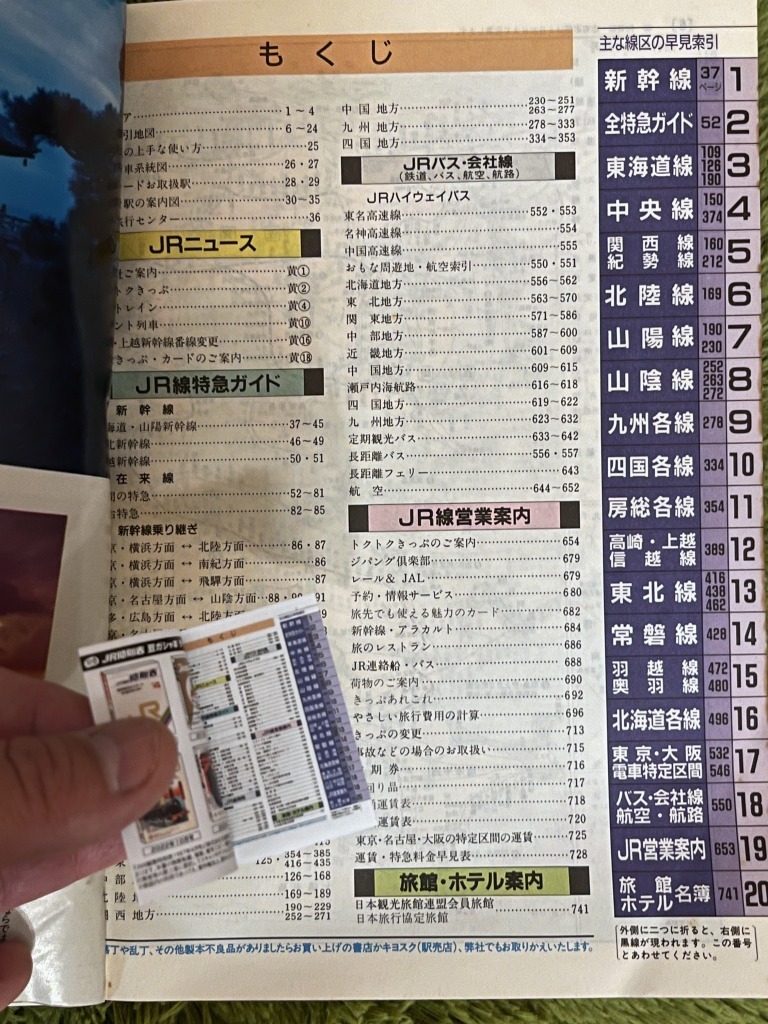 もくじ
ア 1～4
引地図 6～24
の上手な使い方 25
車系統図 26・27
ードお取扱駅 28・29
駅の案内図 30～35
旅行センター 36
JRニュース
ご案内 黄①
トクきっぷ 黄②
トレイン 黄④
ント列車 黄⑩
・上越新幹線番線変更 黄⑯
きっぷ・カードのご案内 黄⑱
JR線特急ガイド
新幹線
海道・山陽新幹線 37～45
北新幹線 46～49
越新幹線 50・51
在来線
間の特急 52～81
特急 82～85
新幹線乗り継ぎ
京・横浜方面 ↔ 北陸方面 86・87
京・横浜方面 ↔ 南紀方面 86
京・横浜方面 ↔ 飛騨方面 87
京・名古屋方面 ↔ 山陰方面
多・広島方面 ↔ 北陸方
354～385
416～435
中部 126～168
北陸 169～189
190～229
関西地方 252～271
中国地方 230～251
263～277
九州地方 278～333
四国地方 334～353
JRバス・会社線
（鉄道、バス、航空、航路）
JRハイウェイバス
東名高速線 552・553
名神高速線 554
中国高速線 555
おもな周遊地・航空索引 550・551
北海道地方 556～562
東北地方 563～570
関東地方 571～586
中部地方 587～600
近畿地方 601～609
中国地方 609～615
瀬戸内海航路 616～618
四国地方 619～622
九州地方 623～632
定期観光バス 633～642
長距離バス 556・557
長距離フェリー 643
航空 644～652
JR線営業案内
トクトクきっぷのご案内 654
ジパング倶楽部 679
レール& JAL 679
予約・情報サービス 680
旅先でも使える魅力のカード 682
新幹線・アラカルト 684
旅のレストラン 686
JR連絡船・バス 688
荷物のご案内 690
きっぷあれこれ 692
やさしい旅行費用の計算 696
きっぷの変更 713
事故などの場合のお取扱い 715
期券 716
回り品 717
運賃表 718
運賃表 720
東京・名古屋・大阪の特定区間の運賃 725
運賃・特急料金早見表 728
旅館・ホテル案内
日本観光旅館連盟会員旅館
日本旅行協定旅館 741
落丁や乱丁、その他製本不良品がありましたらお買い上げの書店かキヨスク（駅売店）、弊社でもお取りかえいたします。
主な線区の早見索引
新幹線 37ページ 1
全特急ガイド 52 2
東海道線 109 126 190 3
中央線 150 374 4
関西線 紀勢線 160 212 5
北陸線 169 6
山陽線 190 230 7
山陰線 252 263 272 8
九州各線 278 9
四国各線 334 10
房総各線 354 11
高崎・上越 信越線 389 12
東北線 416 438 462 13
常磐線 428 14
羽越線 奥羽線 472 480 15
北海道各線 496 16
東京・大阪 電車特定区間 532 546 17
バス・会社線 航空・航路 550 18
JR営業案内 653 19
旅館 ホテル名簿 741 20
外側に二つに折ると、右側に
黒線が現われます。この番号
とあわせてください。
JR時刻表 豆ガシャ本
もくじ
時刻表